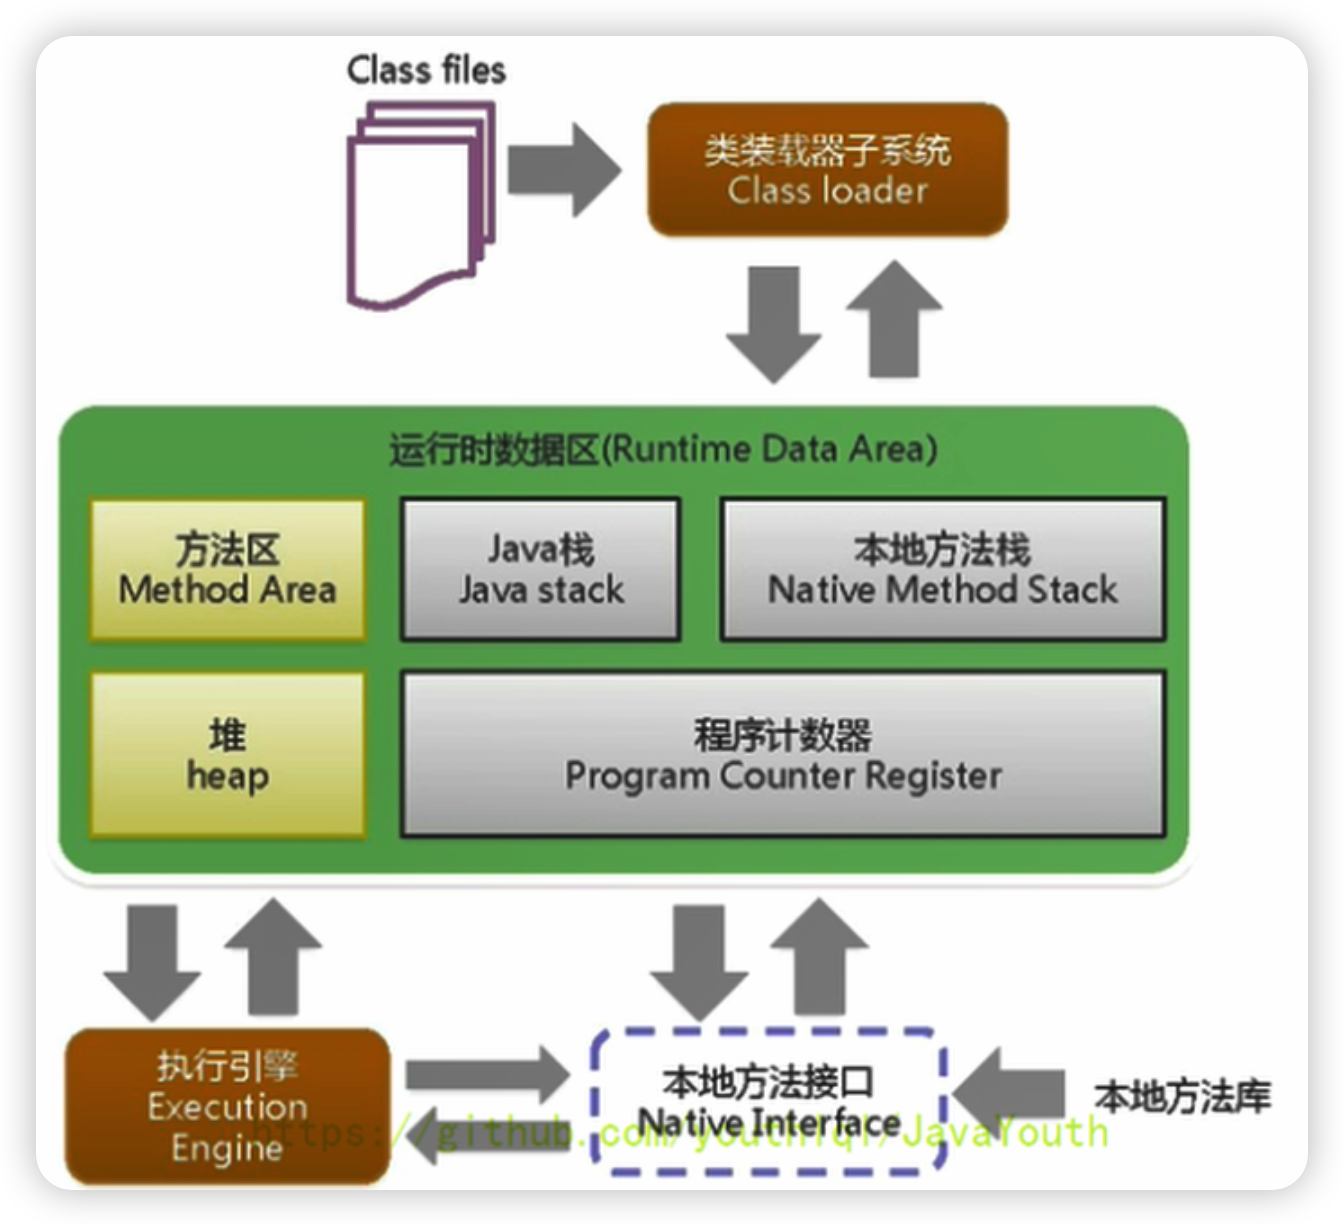 Class files
类装载器子系统
Class loader
运行时数据区(Runtime Data Area)
方法区
Method Area
Java栈
Java stack
本地方法栈
Native Method Stack
堆
heap
程序计数器
Program Counter Register
执行引擎
Execution
Engine
本地方法接口
Native Interface
本地方法库
https://github.com/youthlql/JavaYouth